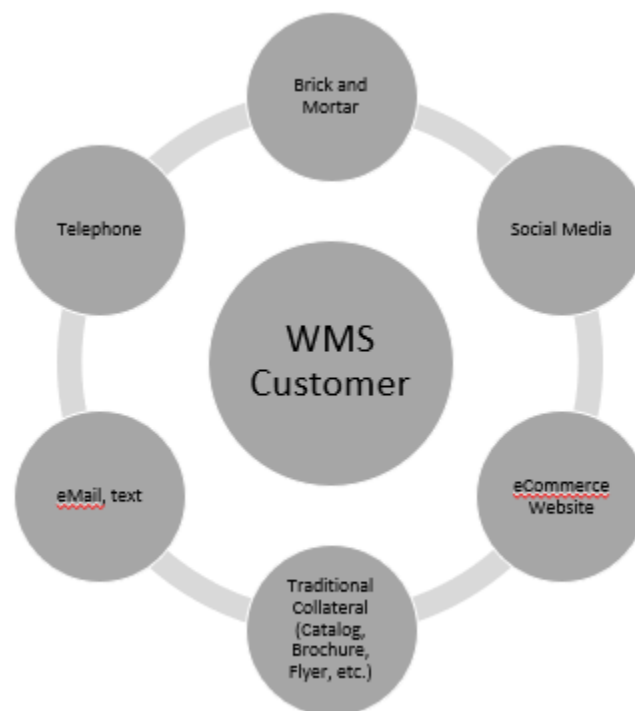 Brick and
Mortar
Telephone
Social Media
WMS
Customer
eMail, text
eCommerce
Website
Traditional
Collateral
(Catalog,
Brochure,
Flyer, etc.)